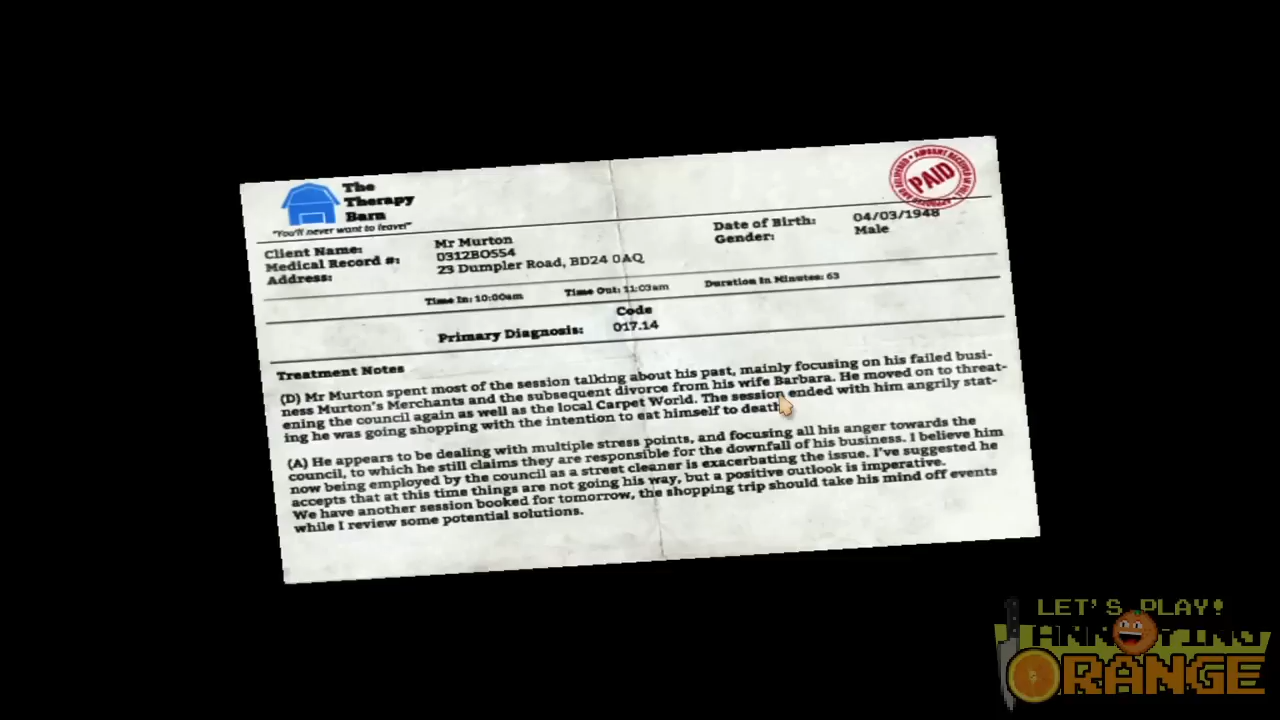 The
Therapy
Barn
"You'll never want to leave!"
PAID
Client Name: Mr Murton
Medical Record #: 0312BO554
Address: 23 Dumpler Road, BD24 0AQ
Date of Birth: 04/03/1948
Gender: Male
Time In: 10:00am Time Out: 11:03am Duration In Minutes: 63
Code
Primary Diagnosis: 017.14
Treatment Notes
(D) Mr Murton spent most of the session talking about his past, mainly focusing on his failed busi-
ness Murton's Merchants and the subsequent divorce from his wife Barbara. He moved on to threat-
ening the council again as well as the local Carpet World. The session ended with him angrily stat-
ing he was going shopping with the intention to eat himself to death
(A) He appears to be dealing with multiple stress points, and focusing all his anger towards the
council, to which he still claims they are responsible for the downfall of his business. I believe him
now being employed by the council as a street cleaner is exacerbating the issue. I've suggested he
accepts that at this time things are not going his way, but a positive outlook is imperative.
We have another session booked for tomorrow, the shopping trip should take his mind off events
while I review some potential solutions.
LET'S PLAY!
ANNOYING
ORANGE